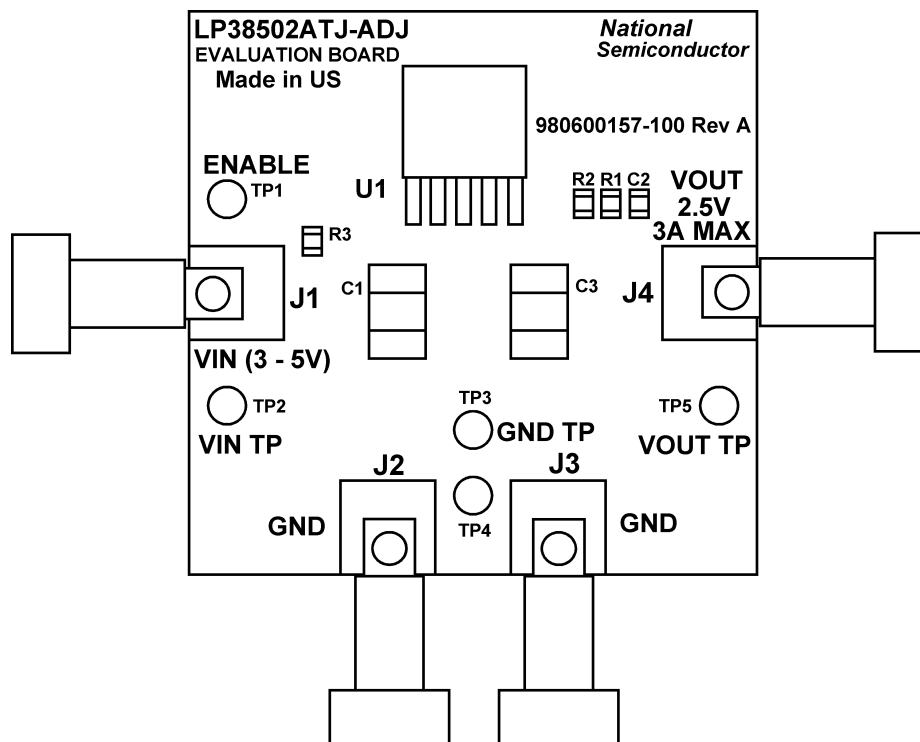 LP38502ATJ-ADJ
EVALUATION BOARD
Made in US
National
Semiconductor
980600157-100 Rev A
ENABLE
TP1
U1
R2 R1 C2
VOUT
2.5V
3A MAX
R3
C1
C3
J1
J4
VIN (3 - 5V)
TP2
VIN TP
TP3
GND TP
TP5
VOUT TP
J2
J3
GND
TP4
GND